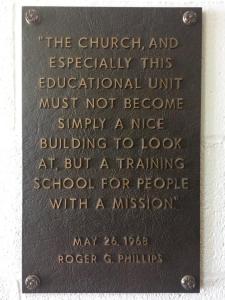 "THE CHURCH, AND
ESPECIALLY THIS
EDUCATIONAL UNIT
MUST NOT BECOME
SIMPLY A NICE
BUILDING TO LOOK
AT, BUT A TRAINING
SCHOOL FOR PEOPLE
WITH A MISSION."
MAY 26, 1968
ROGER G. PHILLIPS